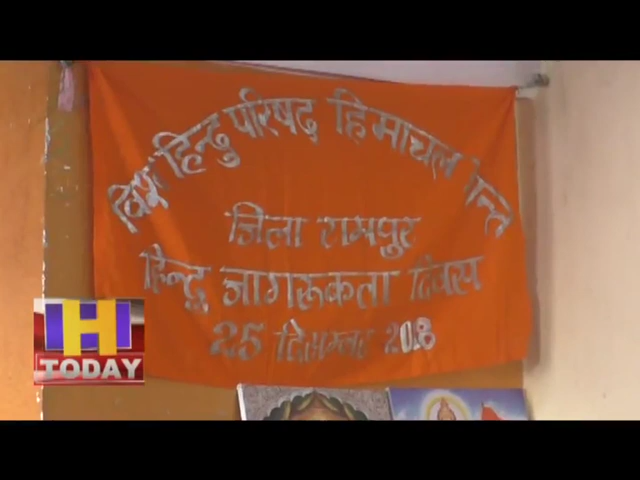 विश्व हिन्दु परिषद हिमाचल प्रान्त
जिला रामपुर
हिन्दू जागरूकता दिवस
25 दिसम्बर 2018
H
TODAY